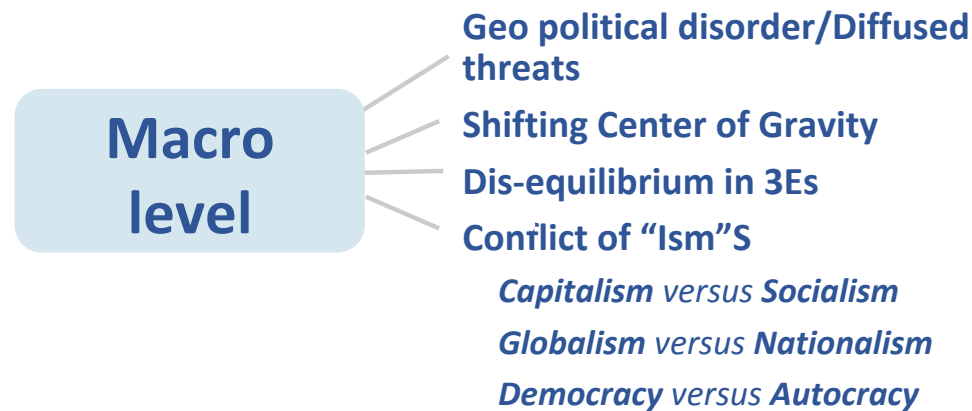 Macro
level
Geo political disorder/Diffused
threats
Shifting Center of Gravity
Dis-equilibrium in 3Es
Conflict of “Ism”S
Capitalism versus Socialism
Globalism versus Nationalism
Democracy versus Autocracy